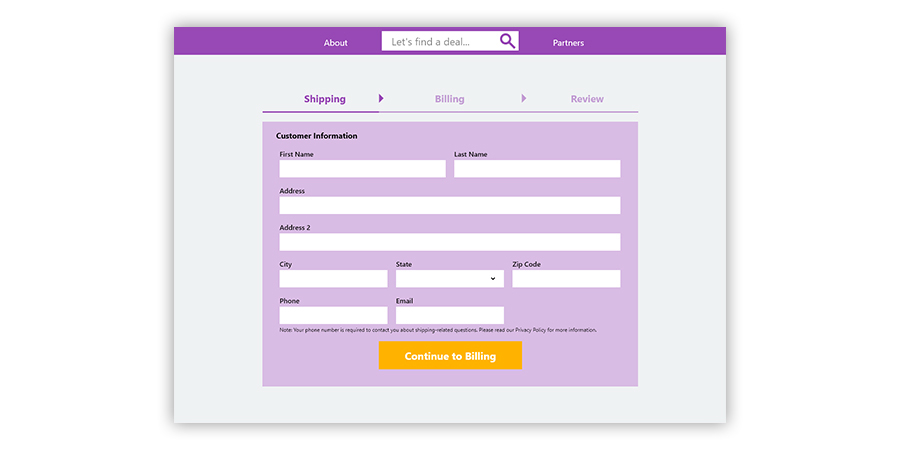 About
Let's find a deal...
Partners
Shipping
Billing
Review
Customer Information
First Name
Last Name
Address
Address 2
City
State
Zip Code
Phone
Email
Note: Your phone number is required to contact you about shipping-related questions. Please read our Privacy Policy for more information.
Continue to Billing